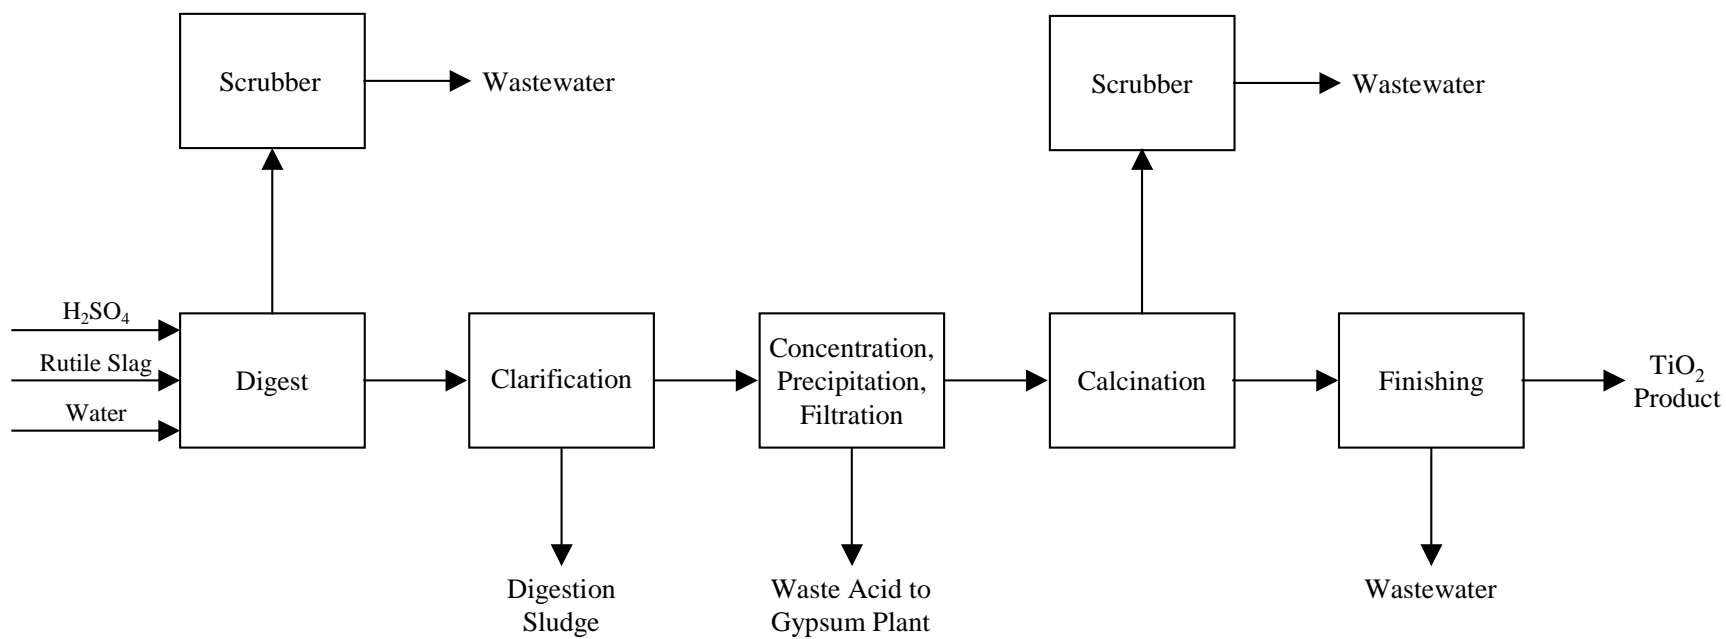 Scrubber
Wastewater
Scrubber
Wastewater
H₂SO₄
Rutile Slag
Water
Digest
Clarification
Concentration,
Precipitation,
Filtration
Calcination
Finishing
TiO₂
Product
Digestion
Sludge
Waste Acid to
Gypsum Plant
Wastewater